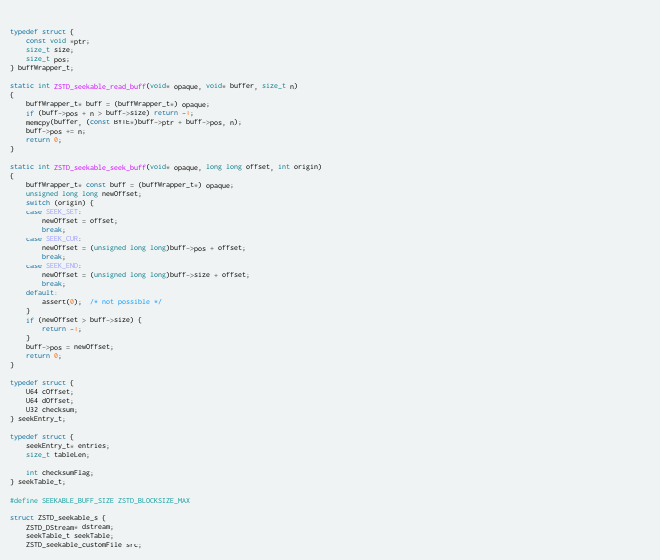 typedef struct {
    const void *ptr;
    size_t size;
    size_t pos;
} buffWrapper_t;

static int ZSTD_seekable_read_buff(void* opaque, void* buffer, size_t n)
{
    buffWrapper_t* buff = (buffWrapper_t*) opaque;
    if (buff->pos + n > buff->size) return -1;
    memcpy(buffer, (const BYTE*)buff->ptr + buff->pos, n);
    buff->pos += n;
    return 0;
}

static int ZSTD_seekable_seek_buff(void* opaque, long long offset, int origin)
{
    buffWrapper_t* const buff = (buffWrapper_t*) opaque;
    unsigned long long newOffset;
    switch (origin) {
    case SEEK_SET:
        newOffset = offset;
        break;
    case SEEK_CUR:
        newOffset = (unsigned long long)buff->pos + offset;
        break;
    case SEEK_END:
        newOffset = (unsigned long long)buff->size + offset;
        break;
    default:
        assert(0);  /* not possible */
    }
    if (newOffset > buff->size) {
        return -1;
    }
    buff->pos = newOffset;
    return 0;
}

typedef struct {
    U64 cOffset;
    U64 dOffset;
    U32 checksum;
} seekEntry_t;

typedef struct {
    seekEntry_t* entries;
    size_t tableLen;

    int checksumFlag;
} seekTable_t;

#define SEEKABLE_BUFF_SIZE ZSTD_BLOCKSIZE_MAX

struct ZSTD_seekable_s {
    ZSTD_DStream* dstream;
    seekTable_t seekTable;
    ZSTD_seekable_customFile src;